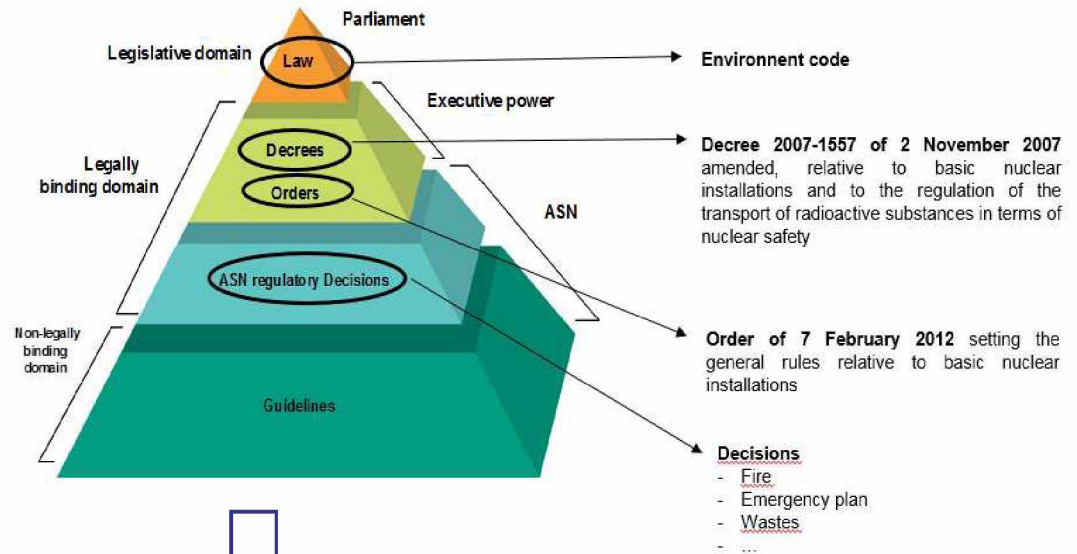 Parliament
Legislative domain
Law
Environnent code
Executive power
Legally
binding domain
Decrees
Orders
Decree 2007-1557 of 2 November 2007
amended, relative to basic nuclear
installations and to the regulation of the
transport of radioactive substances in terms of
nuclear safety
ASN
ASN regulatory Decisions
Non-legally
binding
domain
Order of 7 February 2012 setting the
general rules relative to basic nuclear
installations
Guidelines
Decisions
- Fire
- Emergency plan
- Wastes
- ...